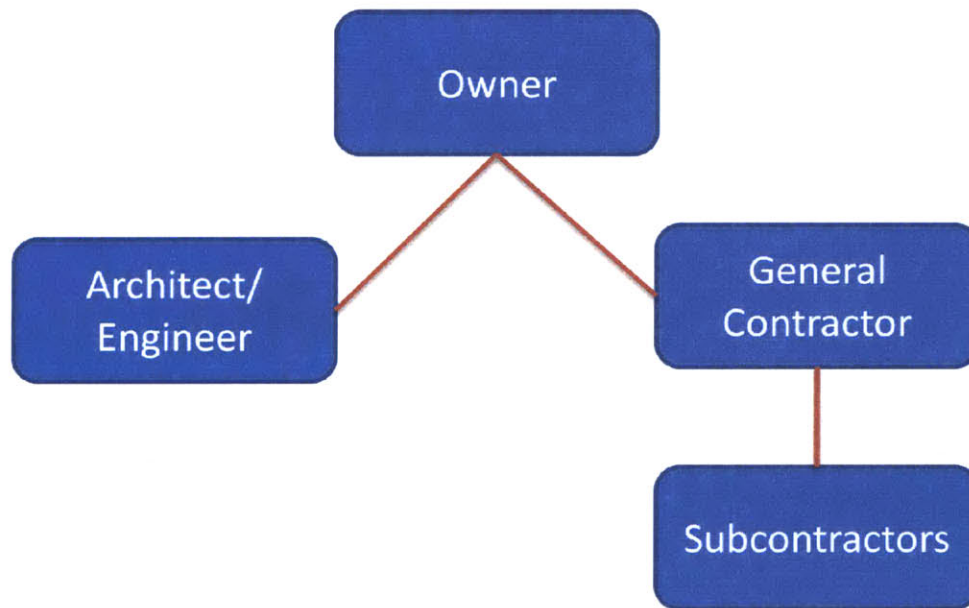 Owner
Architect/
Engineer
General
Contractor
Subcontractors